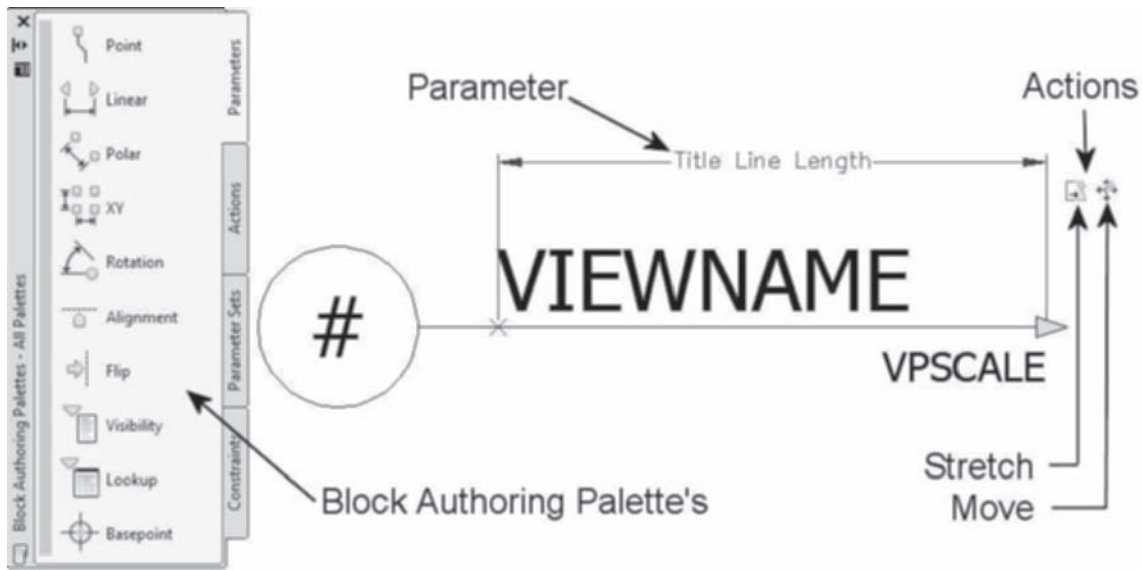 Block Authoring Palettes - All Palettes
Point
Linear
Polar
XY
Rotation
Alignment
Flip
Visibility
Lookup
Basepoint
Parameters
Actions
Parameter Sets
Constraints
Parameter
Actions
Title Line Length
VIEWNAME
#
VPSCALE
Stretch
Move
Block Authoring Palette's